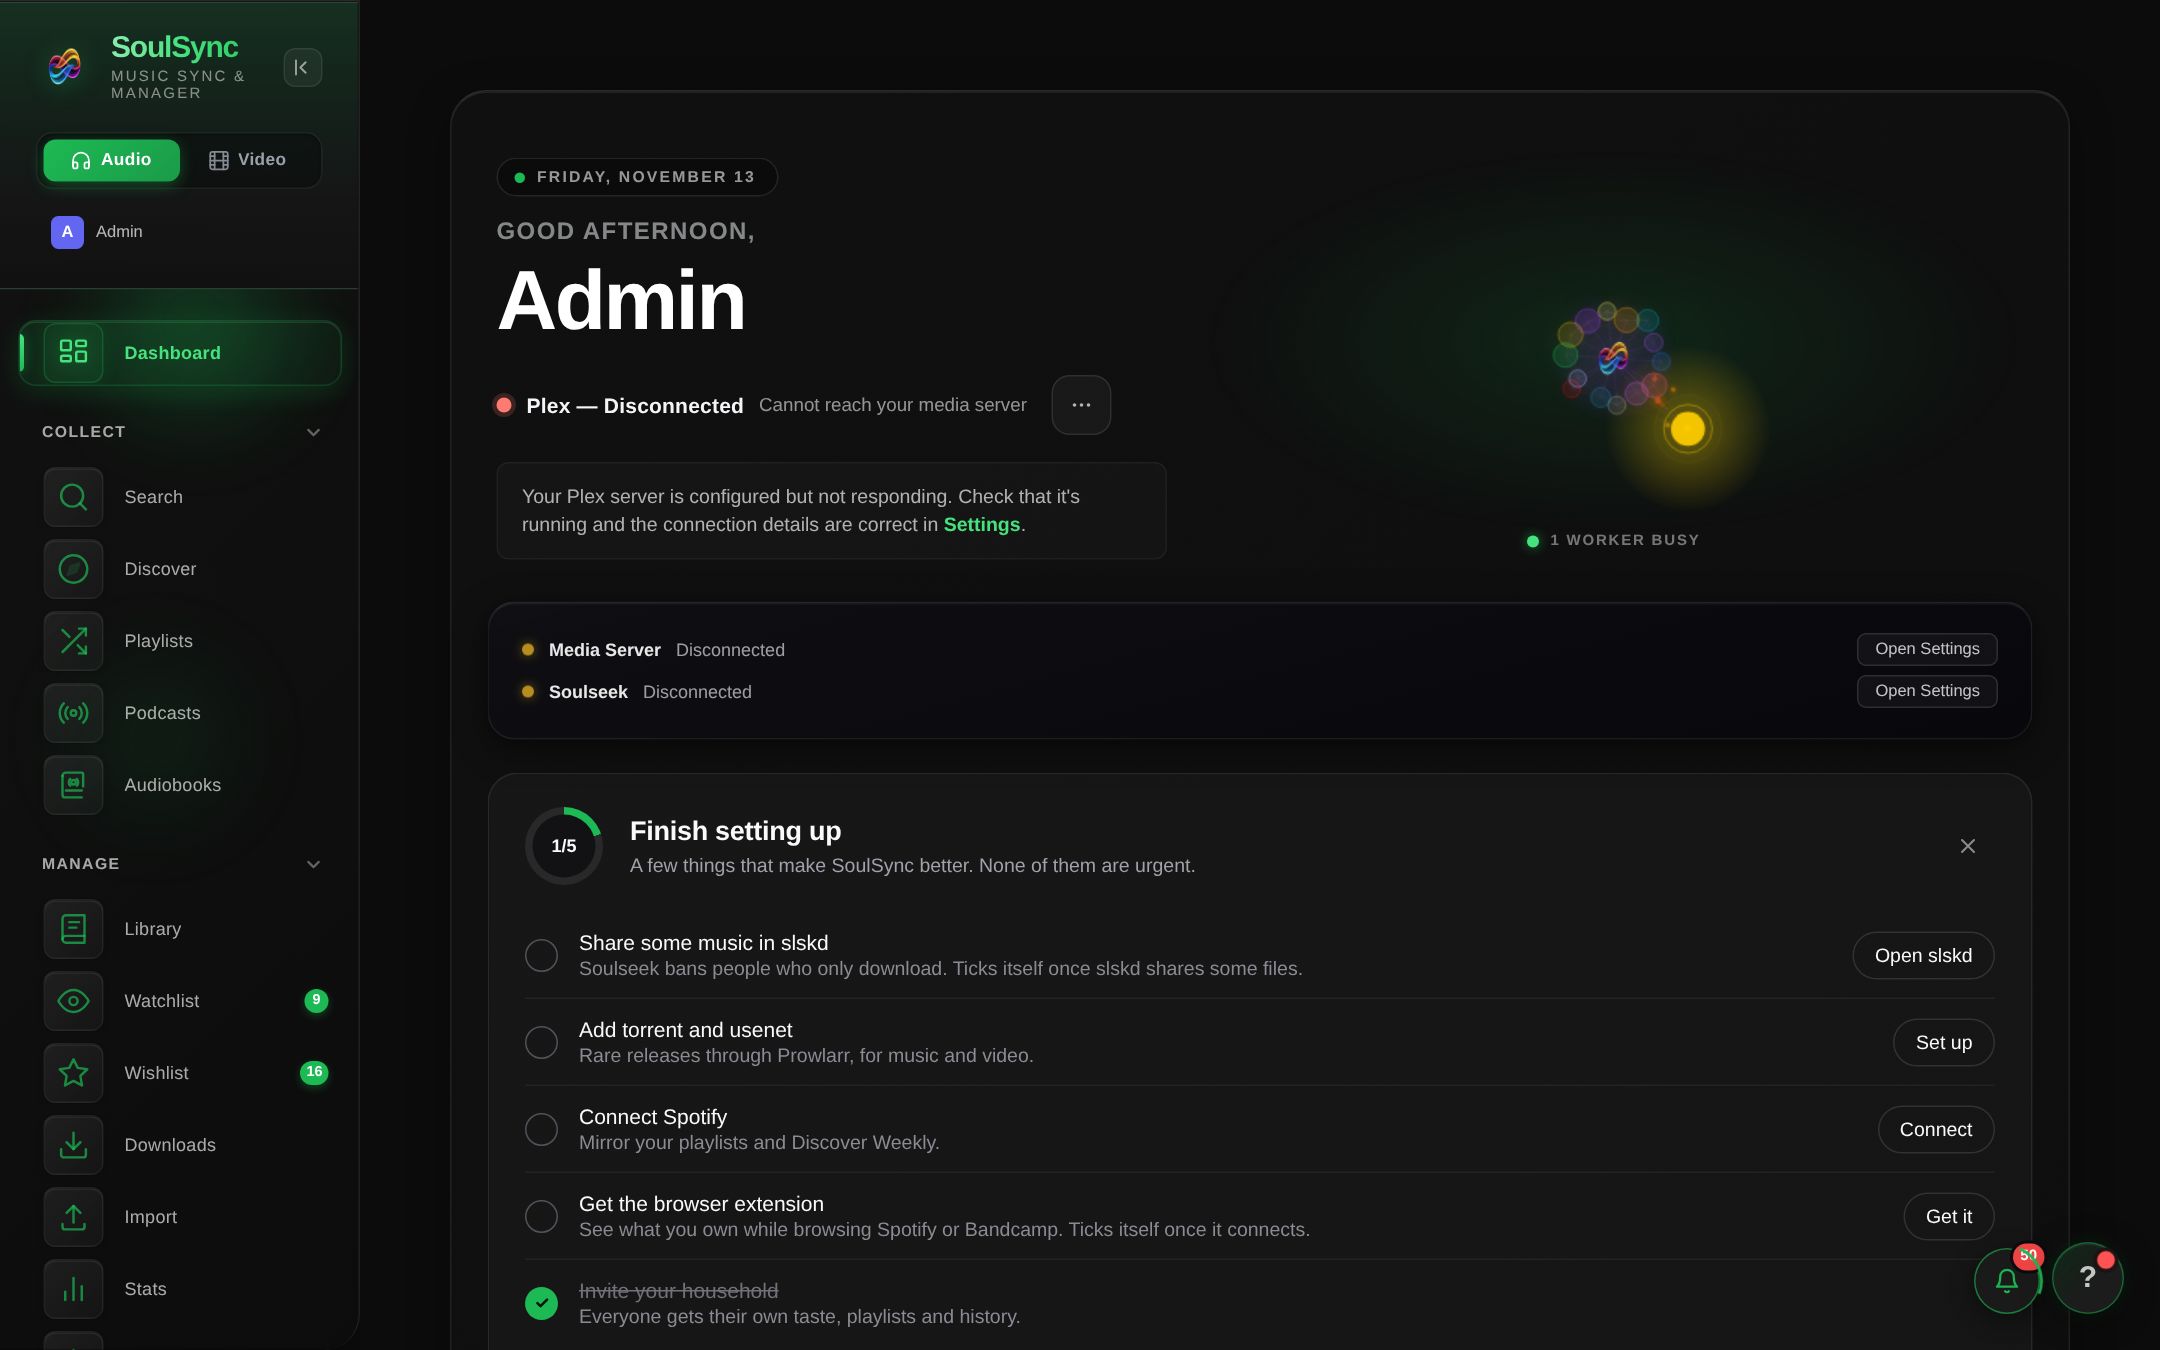 SoulSync
MUSIC SYNC &
MANAGER
Audio
Video
A
Admin
Dashboard
COLLECT
Search
Discover
Playlists
Podcasts
Audiobooks
MANAGE
Library
Watchlist
9
Wishlist
16
Downloads
Import
Stats
FRIDAY, NOVEMBER 13
GOOD AFTERNOON,
Admin
Plex — Disconnected Cannot reach your media server
Your Plex server is configured but not responding. Check that it's
running and the connection details are correct in Settings.
1 WORKER BUSY
Media Server Disconnected
Open Settings
Soulseek Disconnected
Open Settings
1/5
Finish setting up
A few things that make SoulSync better. None of them are urgent.
Share some music in slskd
Soulseek bans people who only download. Ticks itself once slskd shares some files.
Open slskd
Add torrent and usenet
Rare releases through Prowlarr, for music and video.
Set up
Connect Spotify
Mirror your playlists and Discover Weekly.
Connect
Get the browser extension
See what you own while browsing Spotify or Bandcamp. Ticks itself once it connects.
Get it
Invite your household
Everyone gets their own taste, playlists and history.
50
?